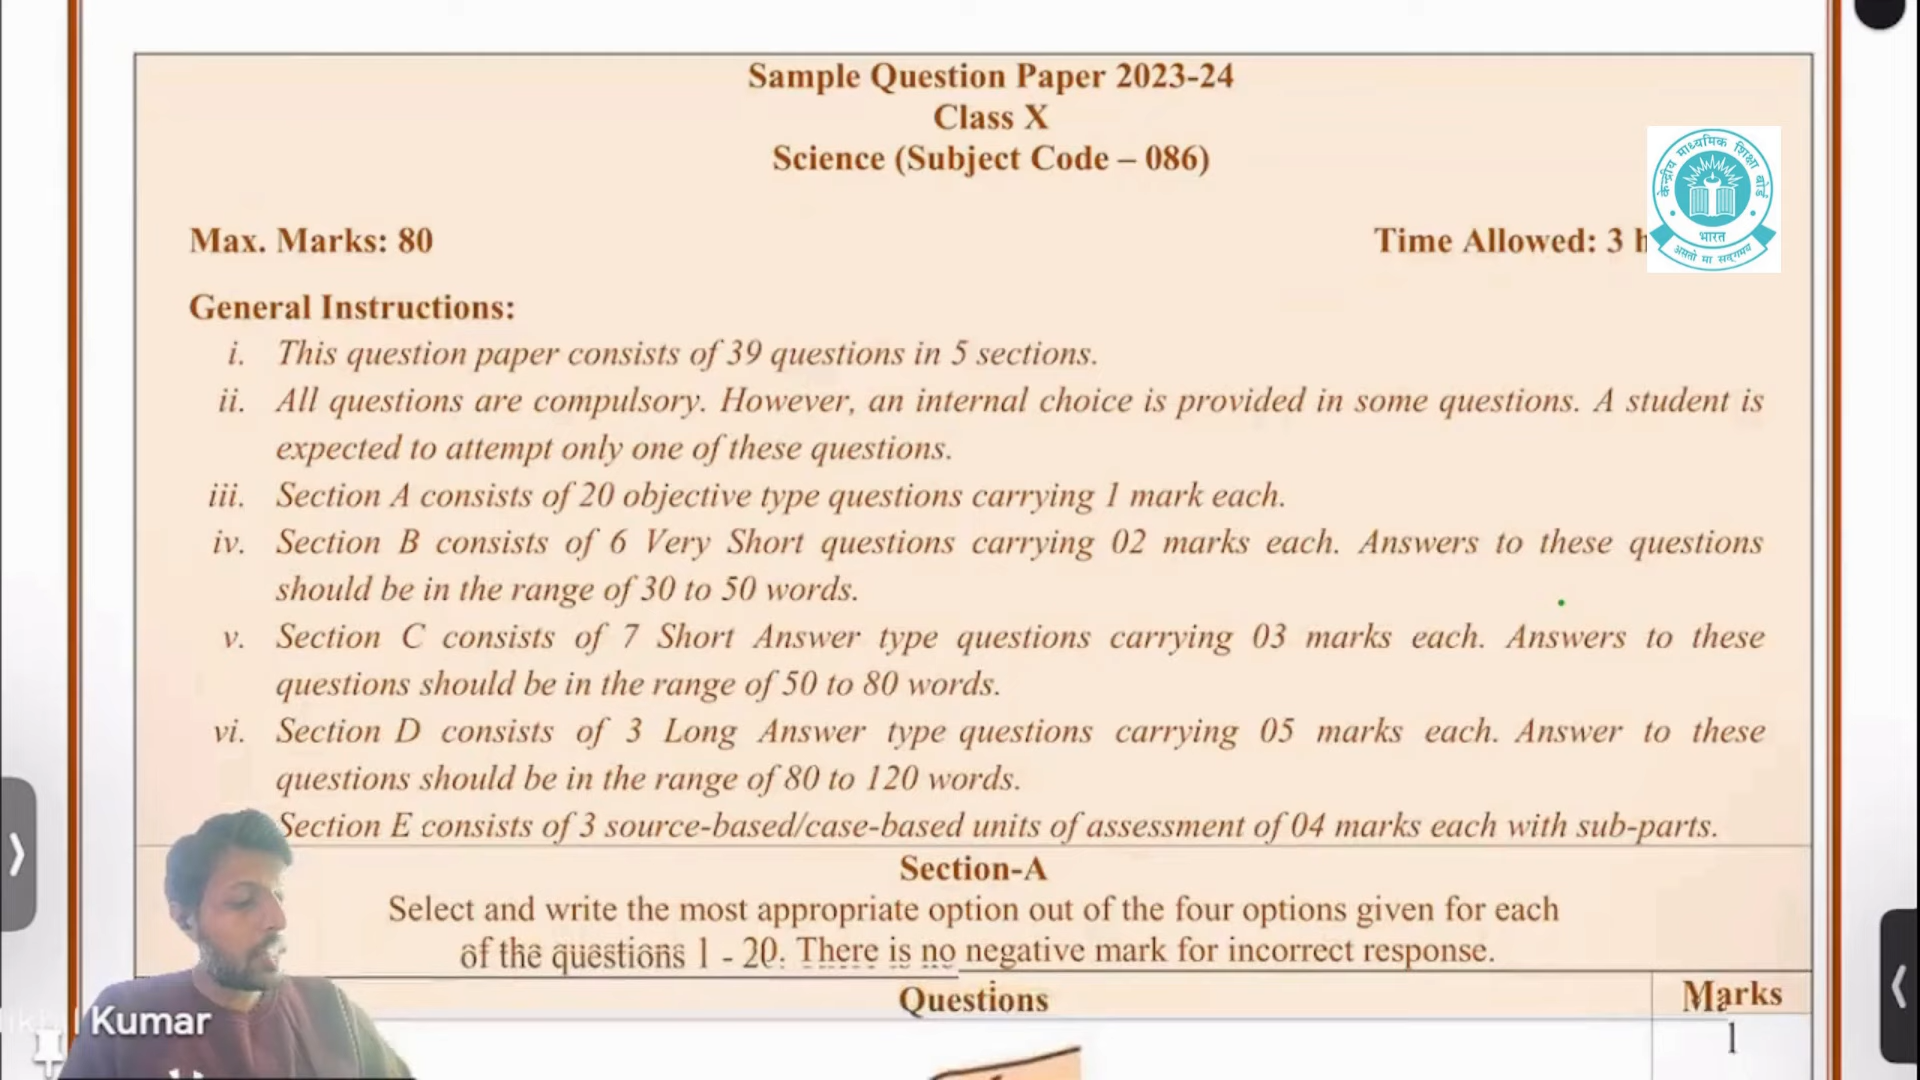 Sample Question Paper 2023-24
Class X
Science (Subject Code – 086)
केन्द्रीय माध्यमिक शिक्षा बोर्ड
भारत
असतो मा सद्गमय
Max. Marks: 80
Time Allowed: 3 h
General Instructions:
i. This question paper consists of 39 questions in 5 sections.
ii. All questions are compulsory. However, an internal choice is provided in some questions. A student is
expected to attempt only one of these questions.
iii. Section A consists of 20 objective type questions carrying 1 mark each.
iv. Section B consists of 6 Very Short questions carrying 02 marks each. Answers to these questions
should be in the range of 30 to 50 words.
v. Section C consists of 7 Short Answer type questions carrying 03 marks each. Answers to these
questions should be in the range of 50 to 80 words.
vi. Section D consists of 3 Long Answer type questions carrying 05 marks each. Answer to these
questions should be in the range of 80 to 120 words.
Section E consists of 3 source-based/case-based units of assessment of 04 marks each with sub-parts.
Section-A
Select and write the most appropriate option out of the four options given for each
of the questions 1 - 20. There is no negative mark for incorrect response.
Questions
Marks
1
Kumar